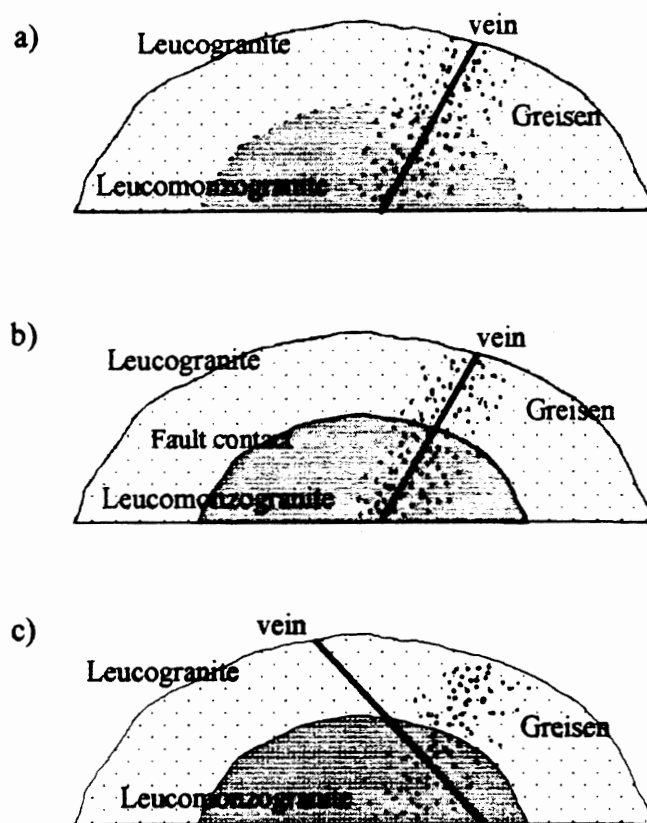 a)
vein
Leucogranite
Greisen
Leucomonzogranite
b)
vein
Leucogranite
Greisen
Fault contact
Leucomonzogranite
c)
vein
Leucogranite
Greisen
Leucomonzogranite